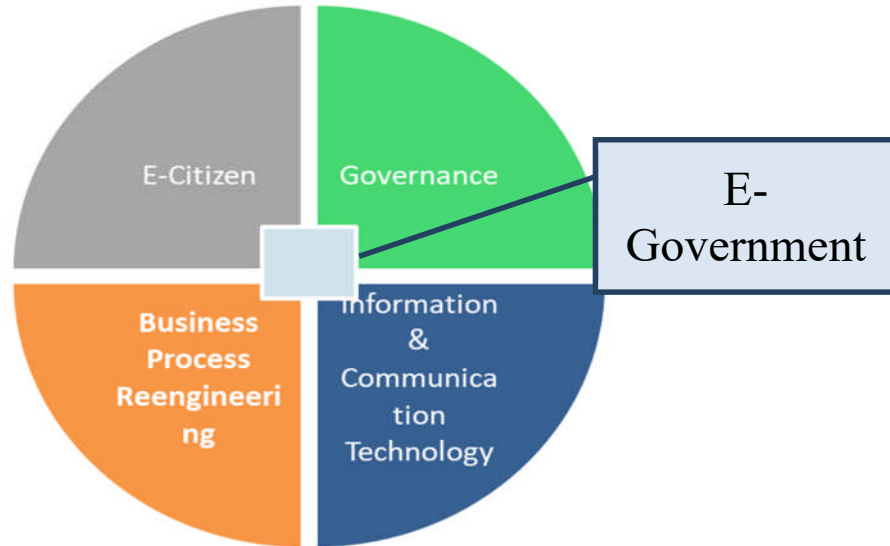 E-Citizen
Governance
E-
Government
Business
Process
Reengineeri
ng
Information
&
Communica
tion
Technology